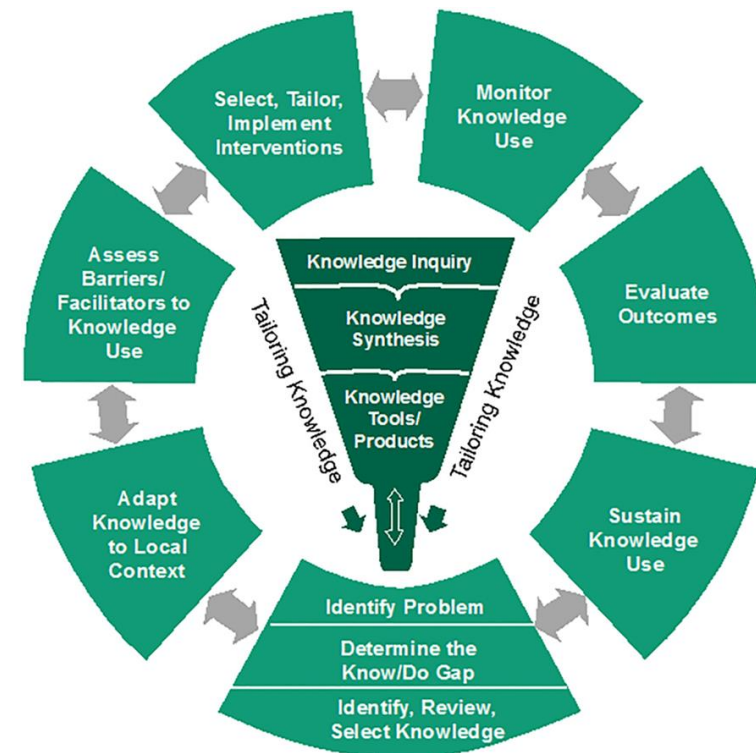 Select, Tailor,
Implement
Interventions
Monitor
Knowledge
Use
Assess
Barriers/
Facilitators to
Knowledge
Use
Evaluate
Outcomes
Knowledge Inquiry
Knowledge
Synthesis
Knowledge
Tools/
Products
Tailoring Knowledge
Tailoring Knowledge
Adapt
Knowledge
to Local
Context
Sustain
Knowledge
Use
Identify Problem
Determine the
Know/Do Gap
Identify, Review,
Select Knowledge